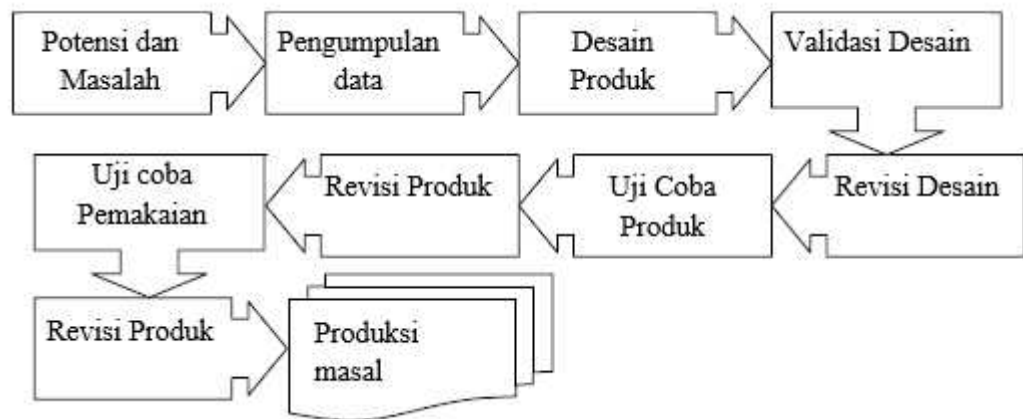 Potensi dan
Masalah
Pengumpulan
data
Desain
Produk
Validasi Desain
Revisi Desain
Uji Coba
Produk
Revisi Produk
Uji coba
Pemakaian
Revisi Produk
Produksi
masal